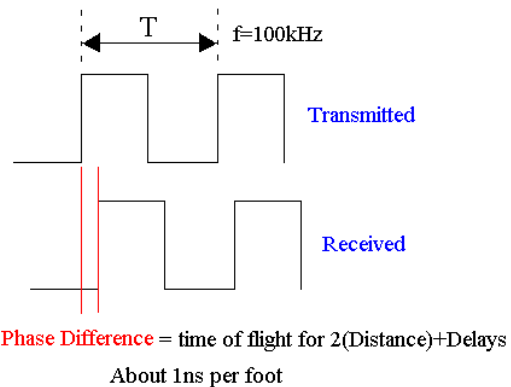 T
f=100kHz
Transmitted
Received
Phase Difference = time of flight for 2(Distance)+Delays
About 1ns per foot